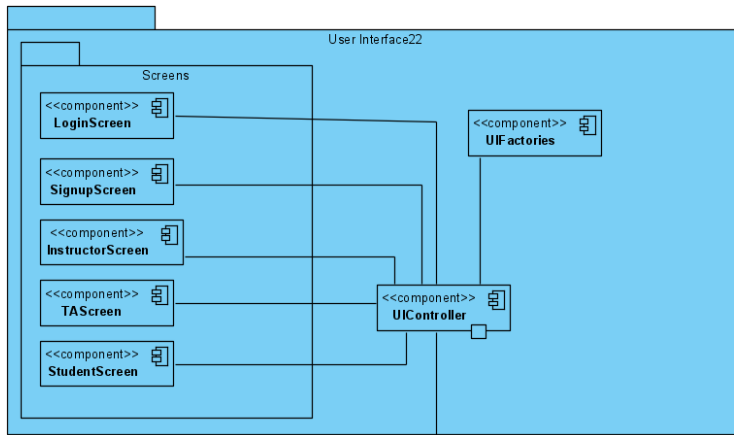 User Interface22
Screens
<<component>>
LoginScreen
<<component>>
UIFactories
<<component>>
SignupScreen
<<component>>
InstructorScreen
<<component>>
TAScreen
<<component>>
UIController
<<component>>
StudentScreen